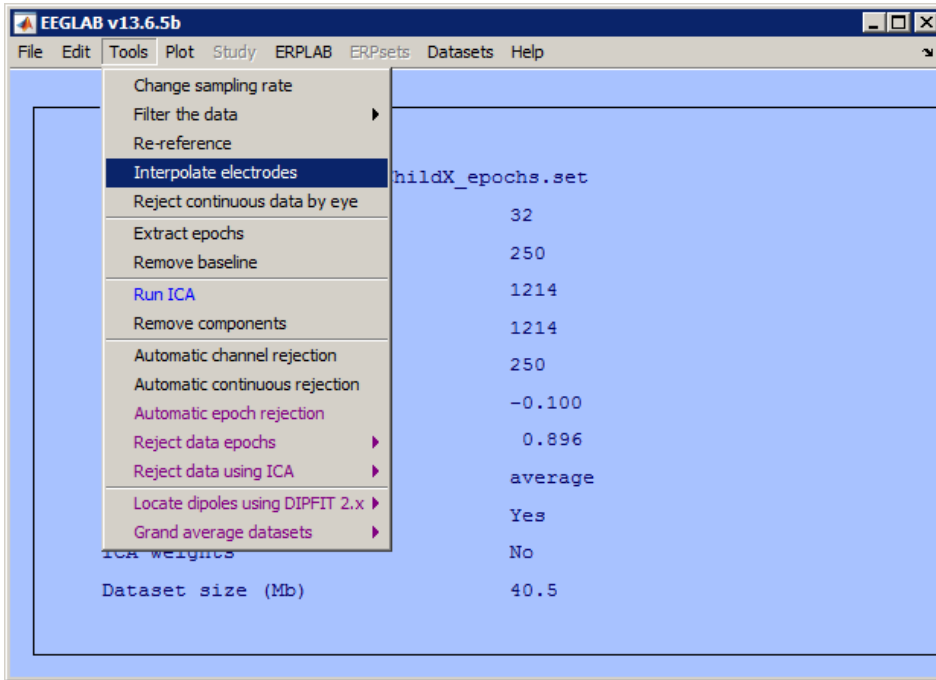 EEGLAB v13.6.5b
File Edit Tools Plot Study ERPLAB ERPsets Datasets Help
Change sampling rate
Filter the data
Re-reference
Interpolate electrodes
Reject continuous data by eye
Extract epochs
Remove baseline
Run ICA
Remove components
Automatic channel rejection
Automatic continuous rejection
Automatic epoch rejection
Reject data epochs
Reject data using ICA
Locate dipoles using DIPFIT 2.x
Grand average datasets
hildX_epochs.set
32
250
1214
1214
250
-0.100
0.896
average
Yes
ICA weights No
Dataset size (Mb) 40.5